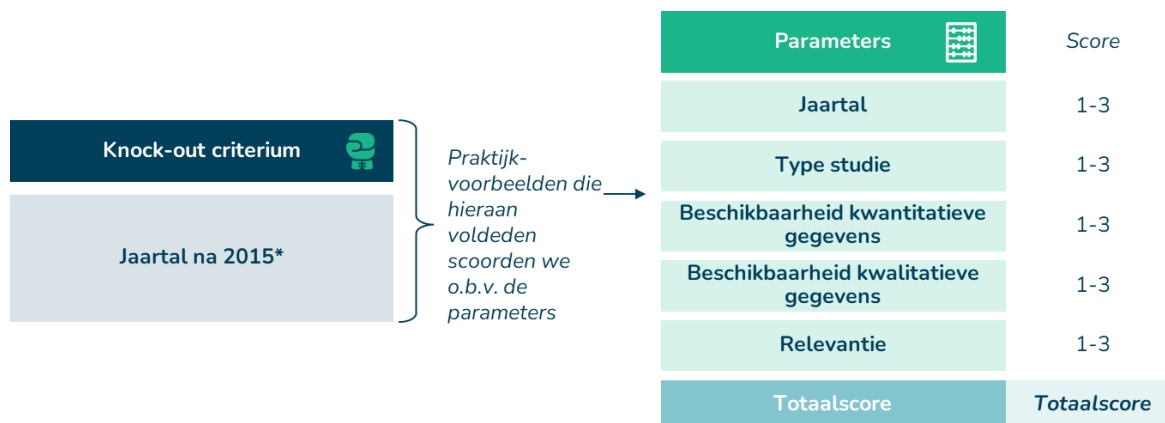 Knock-out criterium
Jaartal na 2015*
Praktijk-
voorbeelden die
hieraan
voldeden
scoorden we
o.b.v. de
parameters
Parameters
Score
Jaartal
1-3
Type studie
1-3
Beschikbaarheid kwantitatieve
gegevens
1-3
Beschikbaarheid kwalitatieve
gegevens
1-3
Relevantie
1-3
Totaalscore
Totaalscore